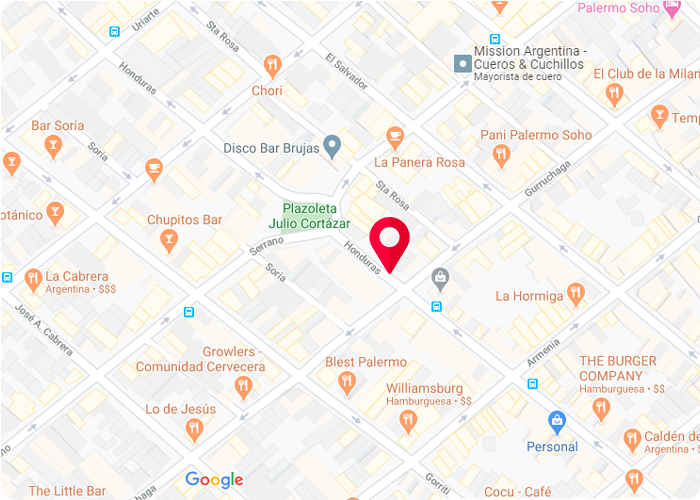 Palermo Soho
Uriarte
Sta Rosa
Mission Argentina -
Cueros & Cuchillos
Mayorista de cuero
El Salvador
Honduras
El Club de la Milan
Chori
Temp
Bar Soria
Soria
Disco Bar Brujas
Pani Palermo Soho
La Panera Rosa
Gurruchaga
Sta Rosa
otánico
Plazoleta
Julio Cortázar
Chupitos Bar
Serrano
Honduras
Soria
La Cabrera
Argentina • $$$
La Hormiga
José A. Cabrera
Armenia
Growlers -
Comunidad Cervecera
Blest Palermo
THE BURGER
COMPANY
Hamburguesa • $$
Williamsburg
Hamburguesa • $$
Lo de Jesús
Personal
Caldén de
Argentina • $$
Google
Gorriti
The Little Bar
chaga
Cocu - Café